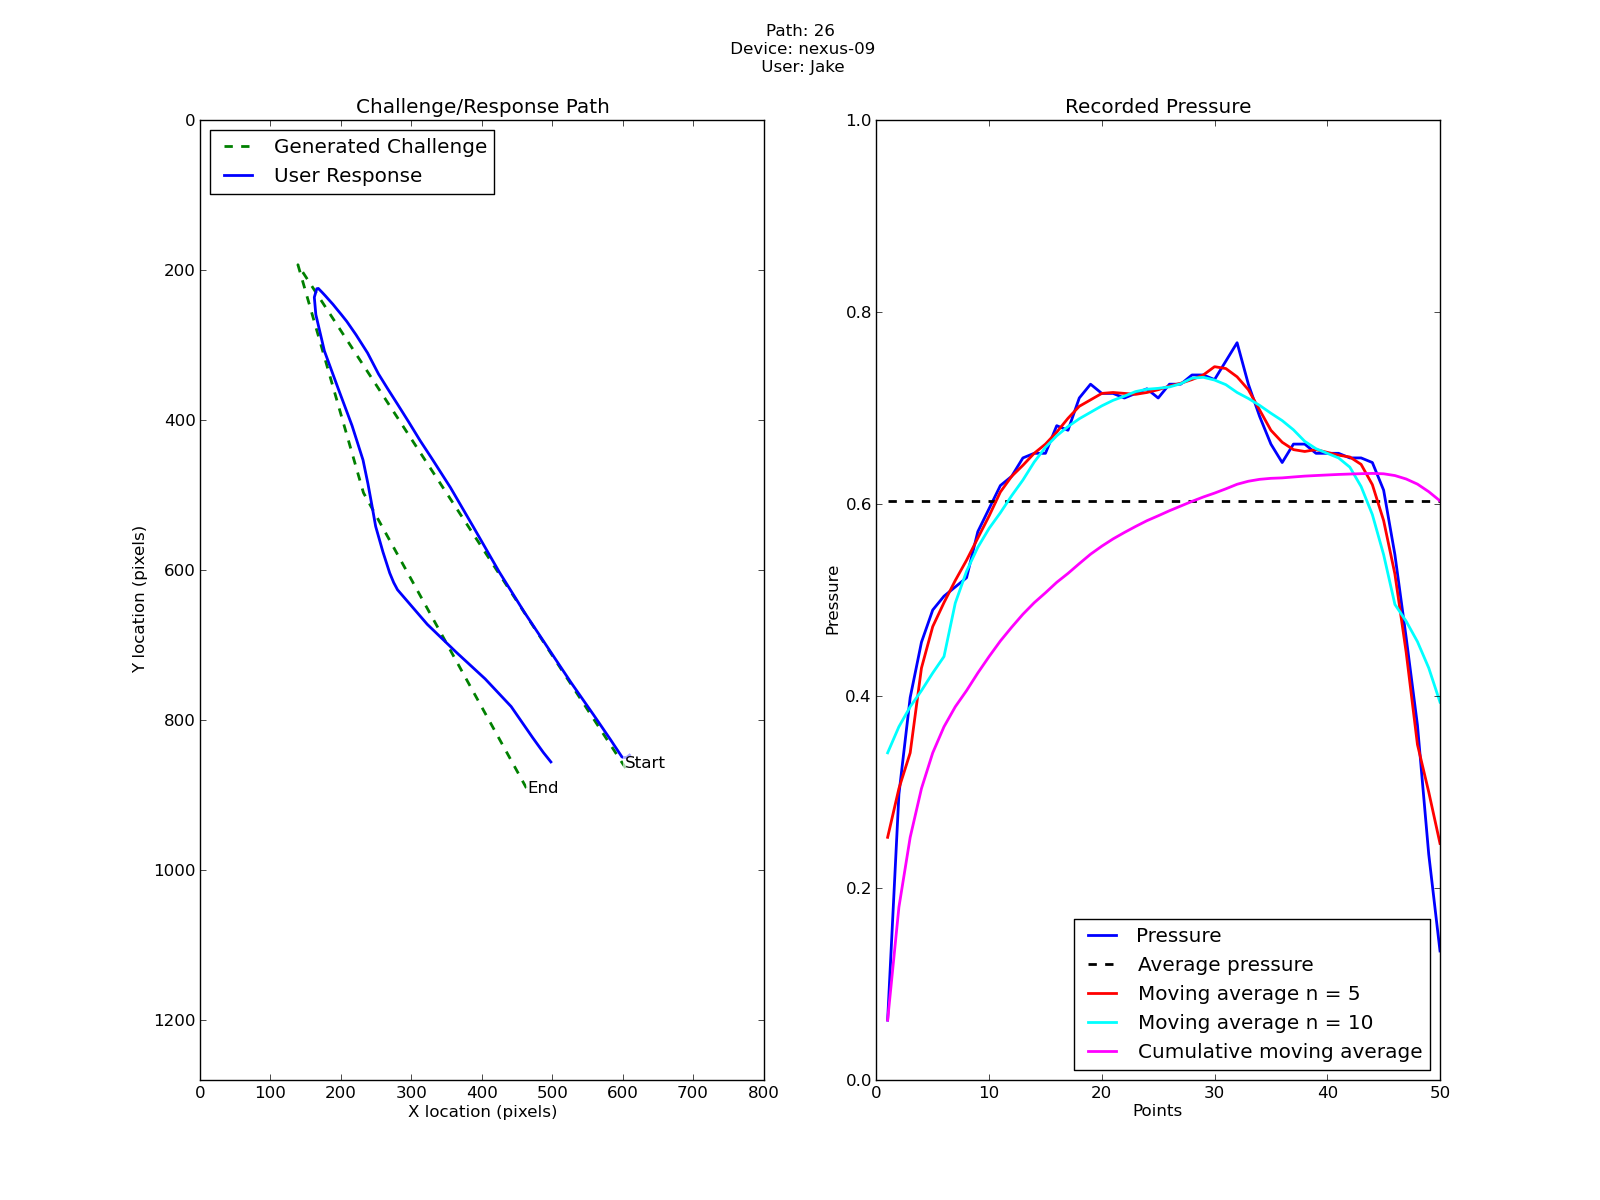 Path: 26
Device: nexus-09
User: Jake
Challenge/Response Path
Generated Challenge
User Response
0
200
400
600
800
1000
1200
Y location (pixels)
Start
End
0 100 200 300 400 500 600 700 800
X location (pixels)
Recorded Pressure
1.0
0.8
0.6
0.4
0.2
0.0
Pressure
Pressure
Average pressure
Moving average n = 5
Moving average n = 10
Cumulative moving average
0 10 20 30 40 50
Points